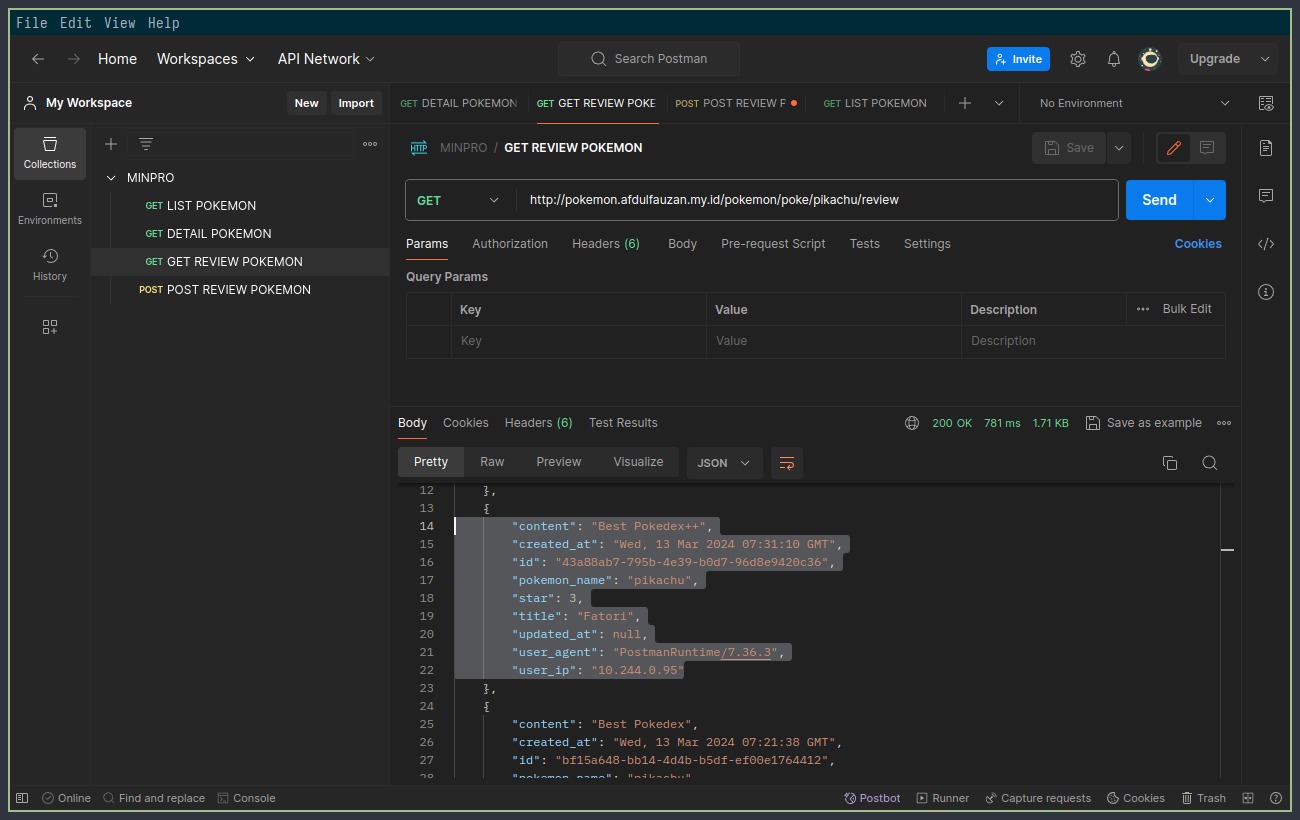 File Edit View Help
Home Workspaces API Network Search Postman Invite Upgrade
My Workspace New Import
GET DETAIL POKEMON GET GET REVIEW POKE POST POST REVIEW F GET LIST POKEMON No Environment
Collections
Environments
History
MINPRO
GET LIST POKEMON
GET DETAIL POKEMON
GET GET REVIEW POKEMON
POST POST REVIEW POKEMON
HTTP MINPRO / GET REVIEW POKEMON Save
GET http://pokemon.afdulfauzan.my.id/pokemon/poke/pikachu/review Send
Params Authorization Headers (6) Body Pre-request Script Tests Settings Cookies
Query Params
Key Value Description Bulk Edit
Key Value Description
Body Cookies Headers (6) Test Results 200 OK 781 ms 1.71 KB Save as example
Pretty Raw Preview Visualize JSON
12 },
13 {
14 "content": "Best Pokedex++",
15 "created_at": "Wed, 13 Mar 2024 07:31:10 GMT",
16 "id": "43a88ab7-795b-4e39-b0d7-96d8e9420c36",
17 "pokemon_name": "pikachu",
18 "star": 3,
19 "title": "Fatori",
20 "updated_at": null,
21 "user_agent": "PostmanRuntime/7.36.3",
22 "user_ip": "10.244.0.95"
23 },
24 {
25 "content": "Best Pokedex",
26 "created_at": "Wed, 13 Mar 2024 07:21:38 GMT",
27 "id": "bf15a648-bb14-4d4b-b5df-ef00e1764412",
28 "pokemon_name": "pikachu"
Online Find and replace Console Postbot Runner Capture requests Cookies Trash